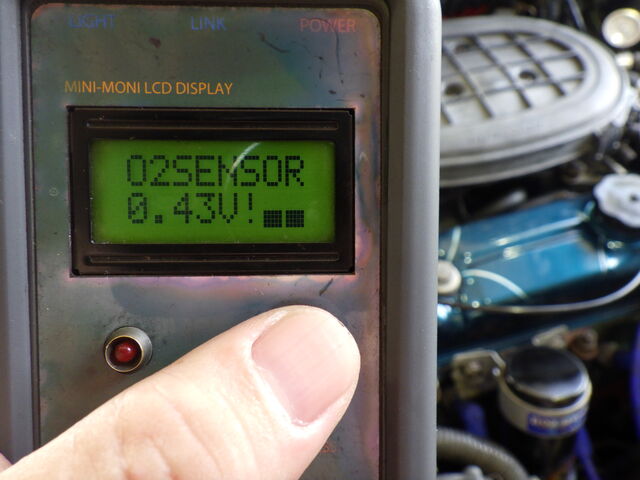 LIGHT LINK POWER
MINI-MONI LCD DISPLAY
O2SENSOR
0.43V!